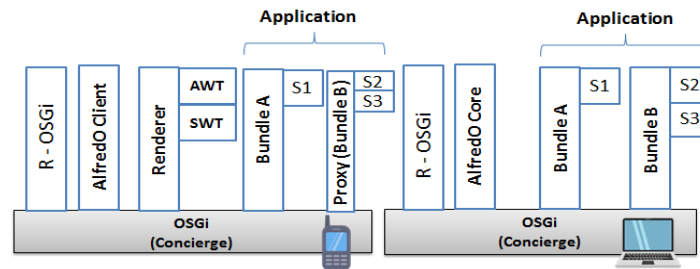 Application
Application
R - OSGi
AlfredO Client
Renderer
AWT
SWT
Bundle A
S1
Proxy (Bundle B)
S2
S3
R - OSGi
AlfredO Core
Bundle A
S1
Bundle B
S2
S3
OSGi
(Concierge)
OSGi
(Concierge)